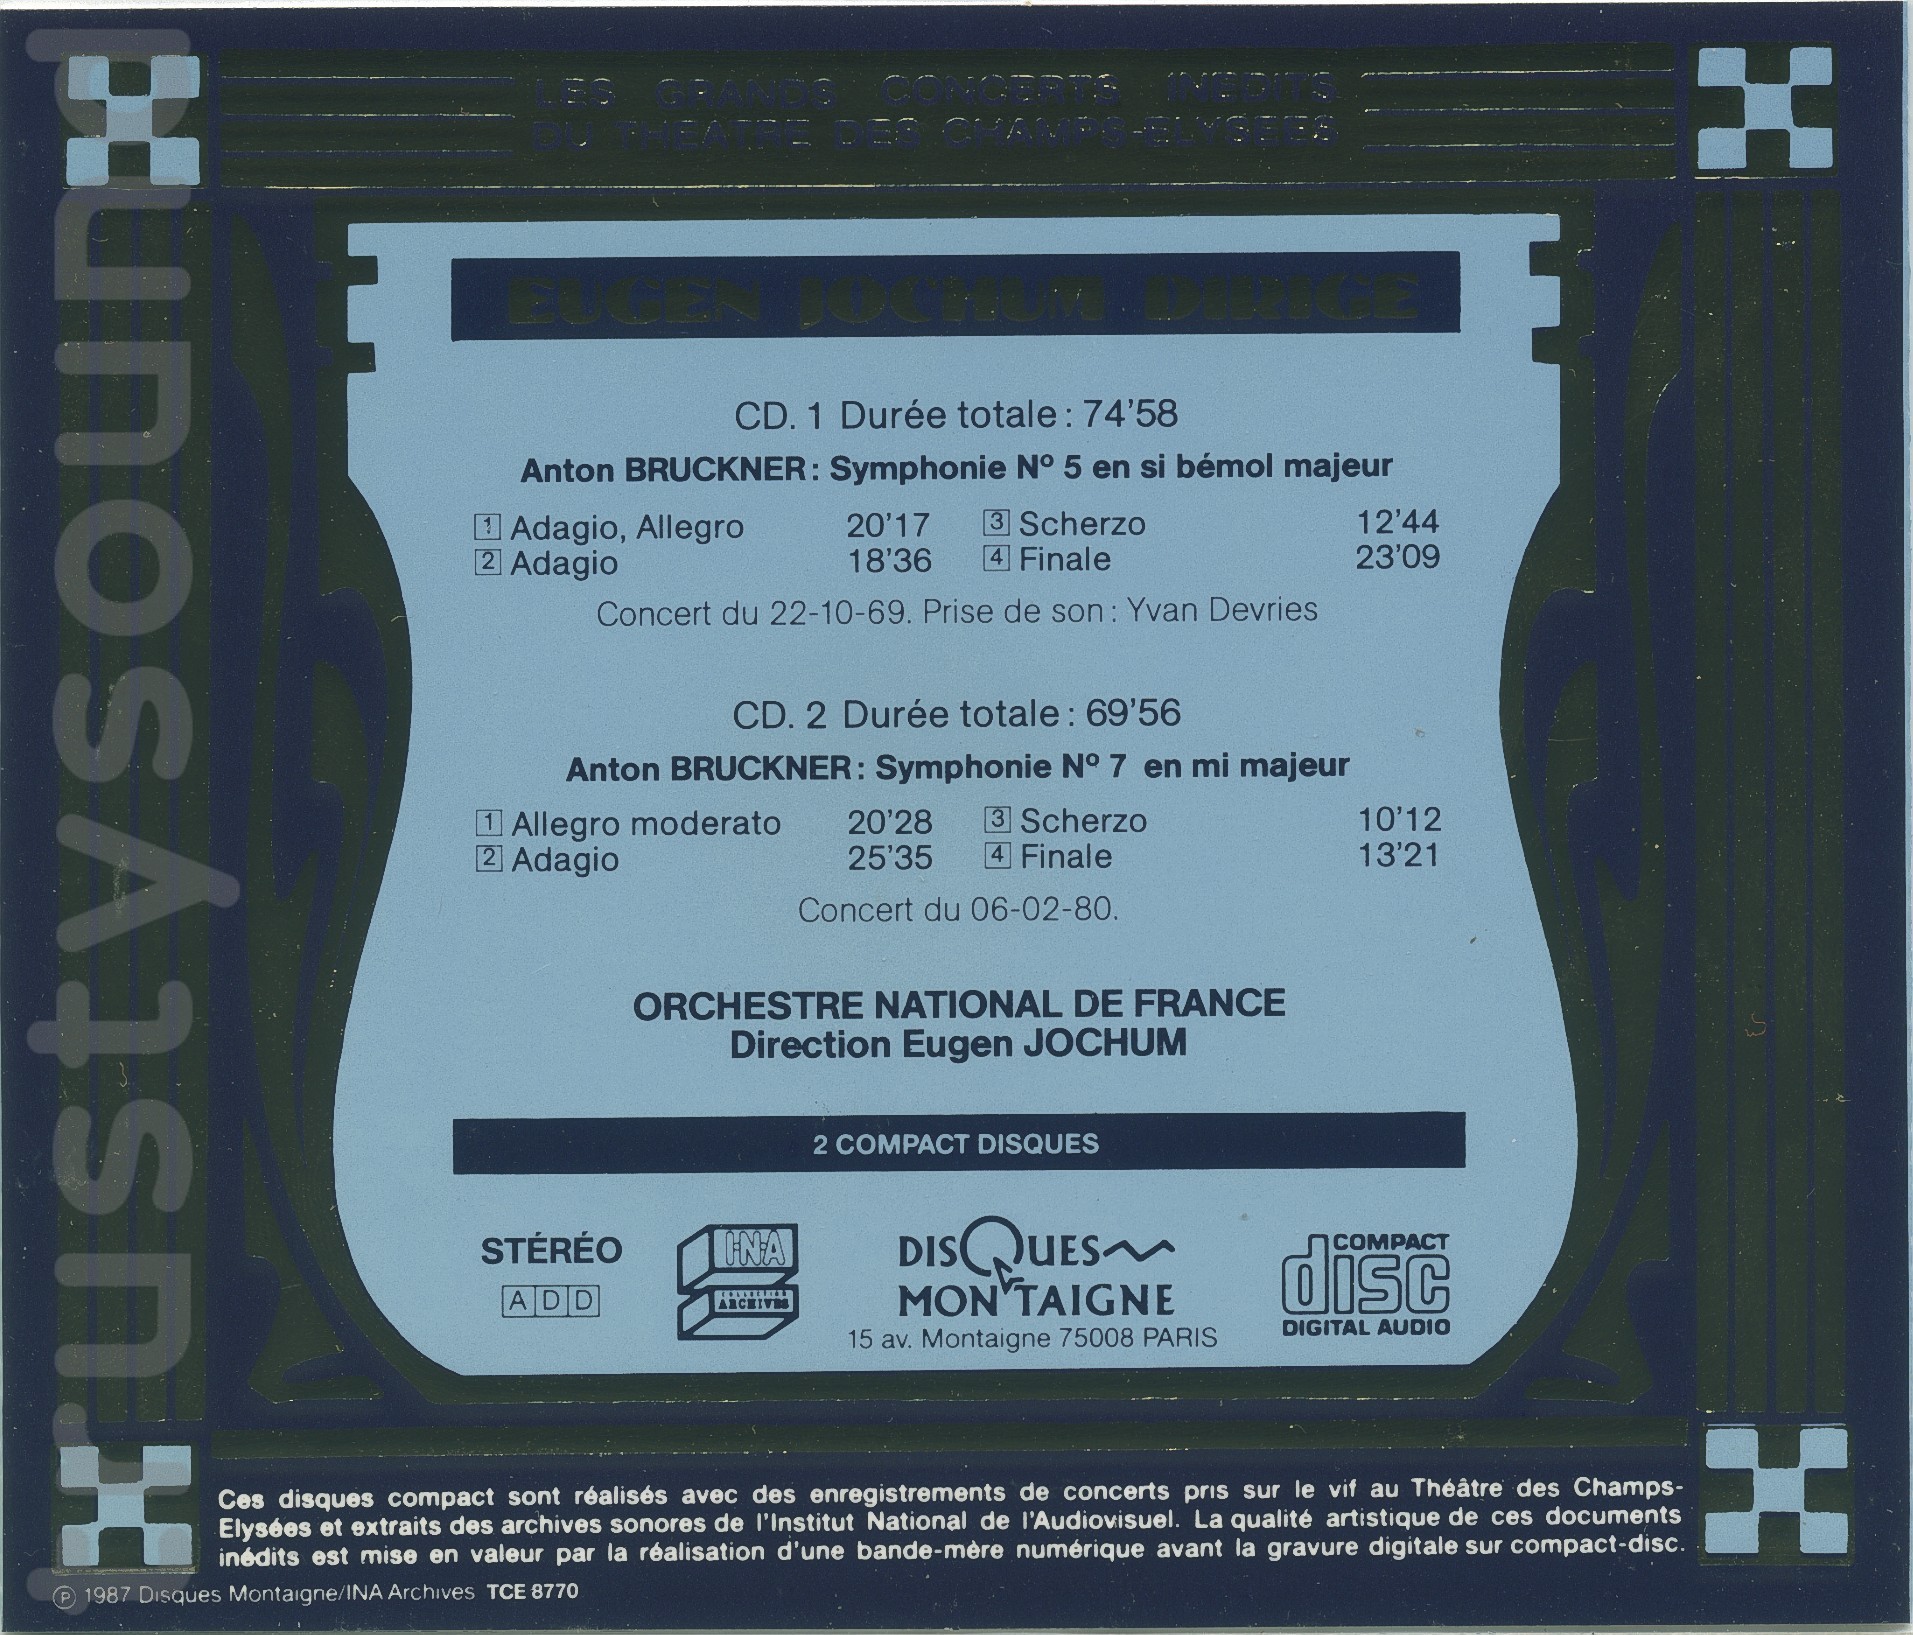 LES GRANDS CONCERTS INEDITS
DU THEATRE DES CHAMPS-ELYSEES
EUGEN JOCHUM DIRIGE
CD. 1 Durée totale : 74'58
Anton BRUCKNER : Symphonie Nº 5 en si bémol majeur
1 Adagio, Allegro 20'17 3 Scherzo 12'44
2 Adagio 18'36 4 Finale 23'09
Concert du 22-10-69. Prise de son : Yvan Devries
CD. 2 Durée totale : 69'56
Anton BRUCKNER : Symphonie Nº 7 en mi majeur
1 Allegro moderato 20'28 3 Scherzo 10'12
2 Adagio 25'35 4 Finale 13'21
Concert du 06-02-80.
ORCHESTRE NATIONAL DE FRANCE
Direction Eugen JOCHUM
2 COMPACT DISQUES
STÉRÉO
ADD
INA
COLLECTION
ARCHIVES
DISQUES
MONTAIGNE
15 av. Montaigne 75008 PARIS
COMPACT
disc
DIGITAL AUDIO
Ces disques compact sont réalisés avec des enregistrements de concerts pris sur le vif au Théâtre des Champs-
Elysées et extraits des archives sonores de l'Institut National de l'Audiovisuel. La qualité artistique de ces documents
inédits est mise en valeur par la réalisation d'une bande-mère numérique avant la gravure digitale sur compact-disc.
℗ 1987 Disques Montaigne/INA Archives TCE 8770
rustysound